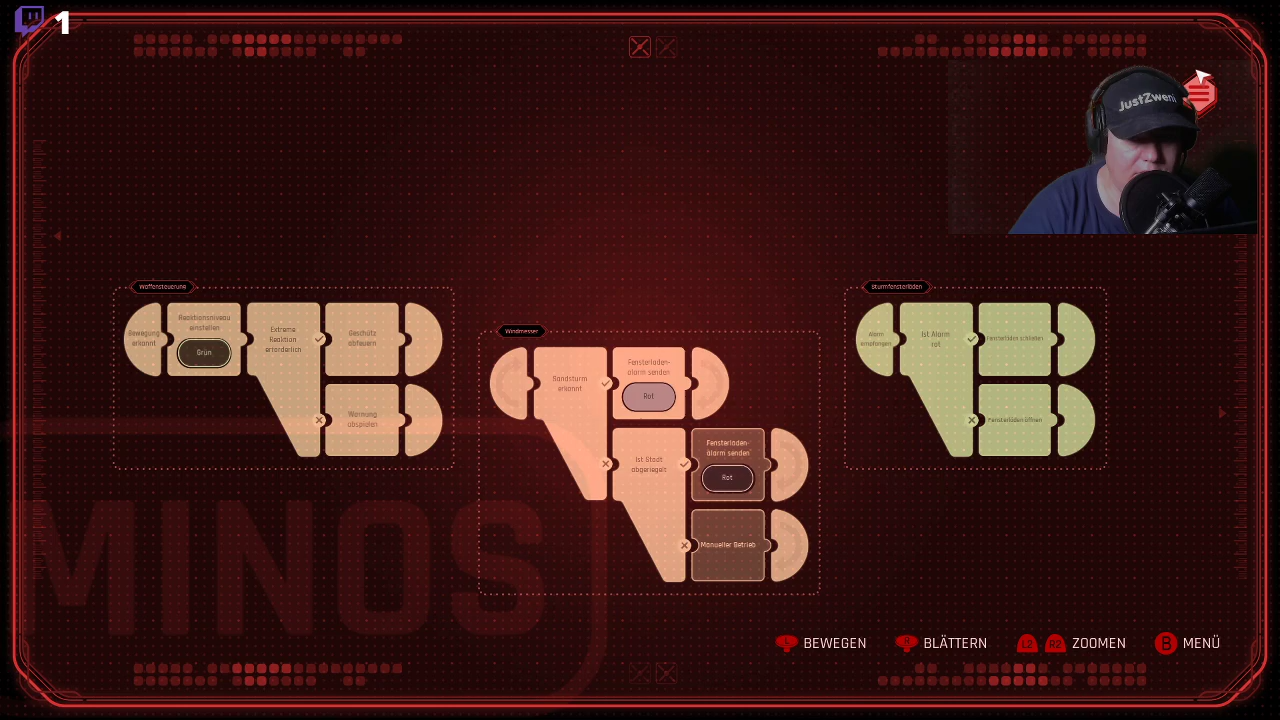 1
JustZweni
Waffensteuerung
Bewegung
erkannt
Reaktionsniveau
einstellen
Grün
Extreme
Reaktion
erforderlich
Geschütz
abfeuern
Warnung
abspielen
Windmesser
Sandsturm
erkannt
Fensterladen-
alarm senden
Rot
Ist Stadt
abgeriegelt
Fensterladen-
alarm senden
Rot
Manueller Betrieb
Sturmfensterläden
Alarm
empfangen
Ist Alarm
rot
Fensterläden schließen
Fensterläden öffnen
MINOS
L BEWEGEN
R BLÄTTERN
L2 R2 ZOOMEN
B MENÜ